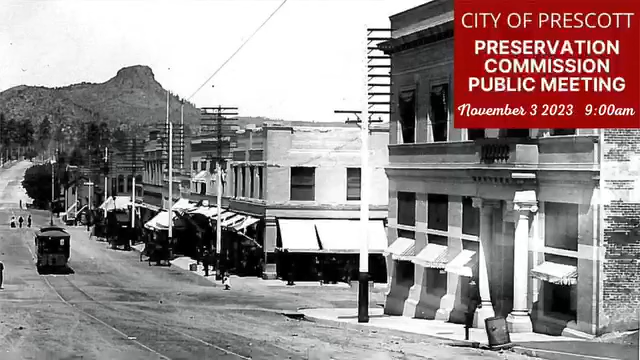 CITY OF PRESCOTT
PRESERVATION
COMMISSION
PUBLIC MEETING
November 3 2023 9:00am